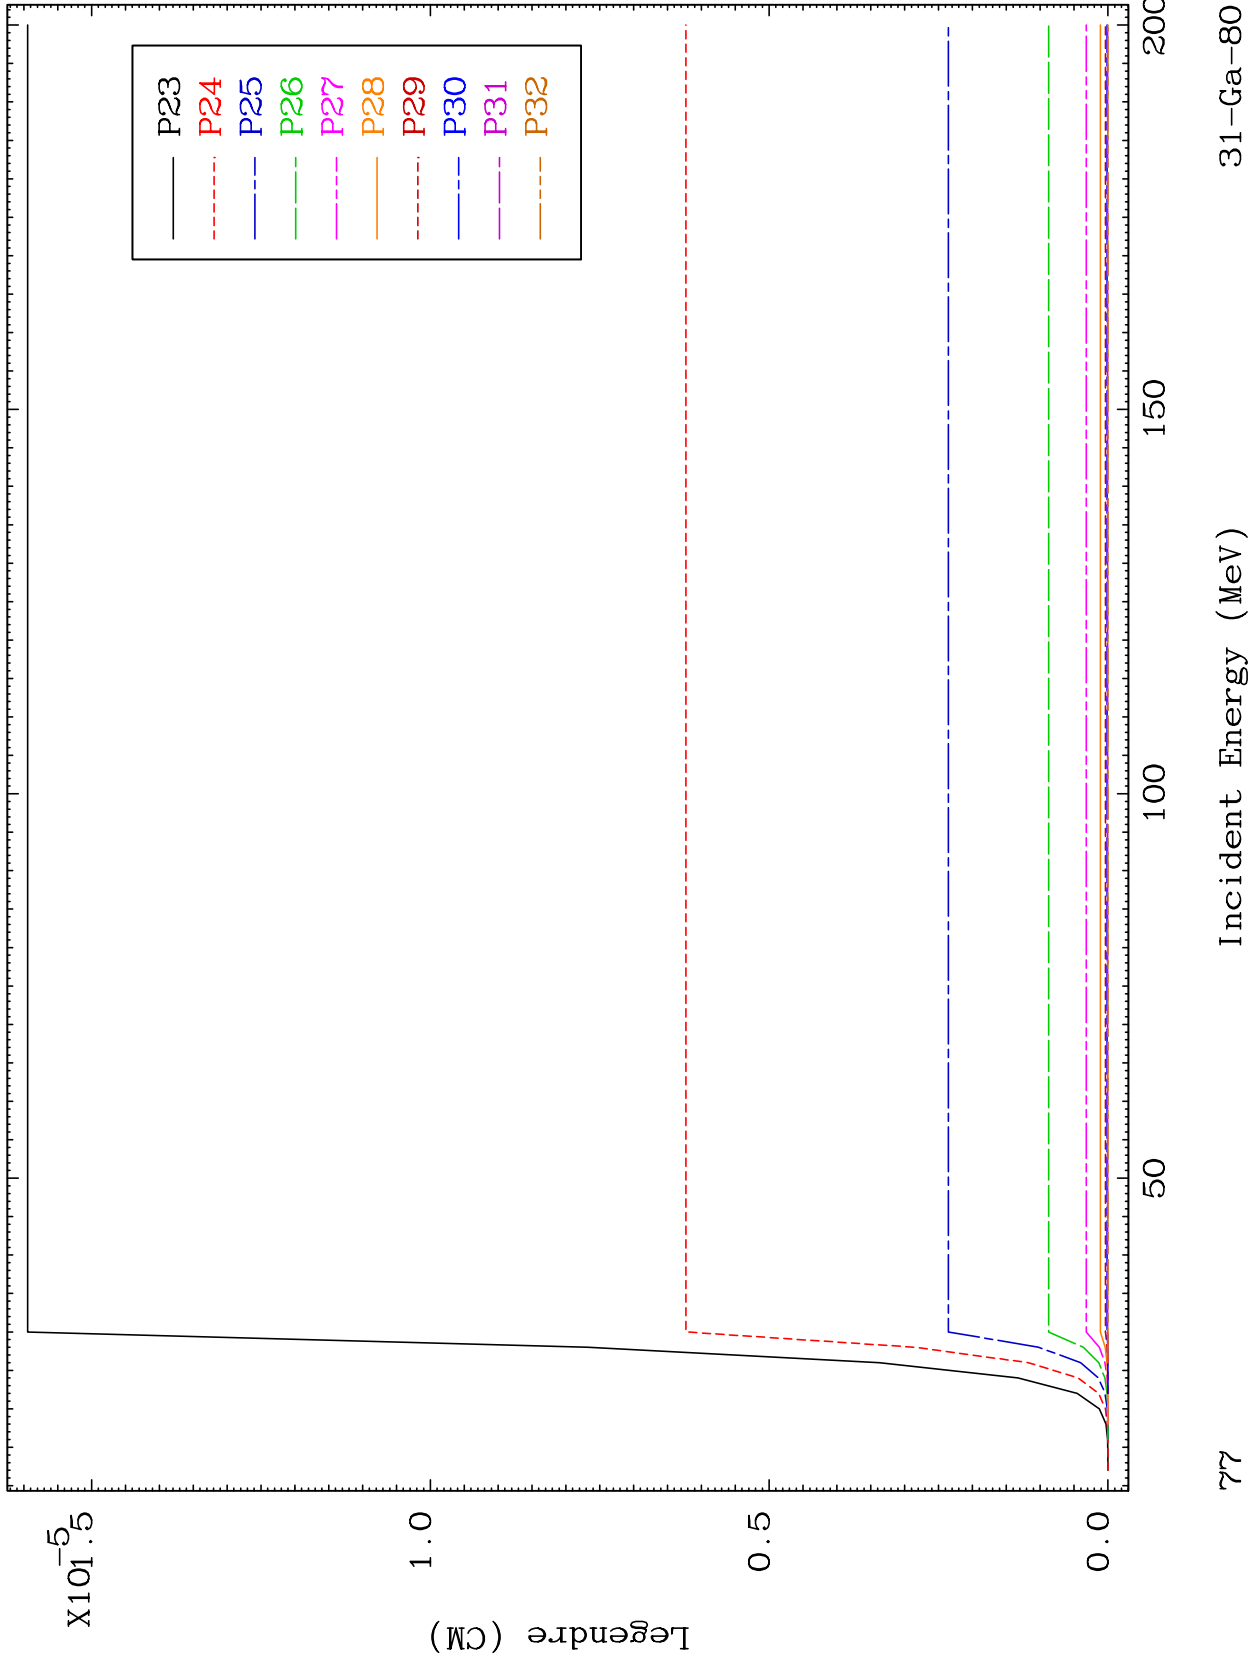 X10-5
1.5
1.0
0.5
0.0
Legendre (CM)
P23
P24
P25
P26
P27
P28
P29
P30
P31
P32
50
100
150
200
Incident Energy (MeV)
77
31-Ga-80